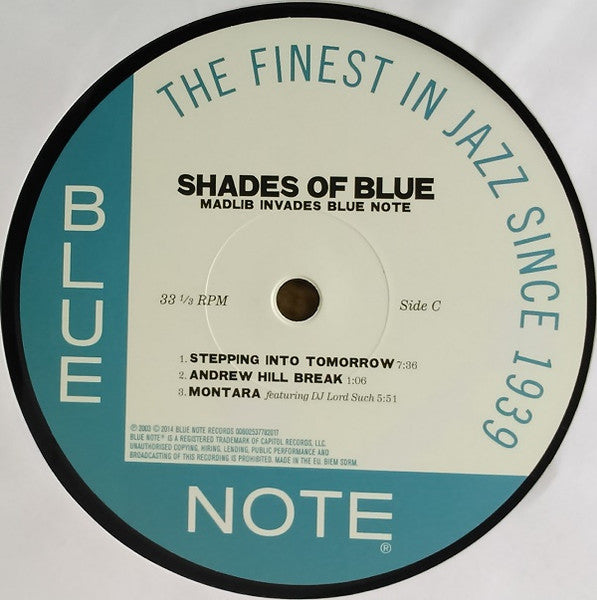 THE FINEST IN JAZZ SINCE 1939
SHADES OF BLUE
MADLIB INVADES BLUE NOTE
33 ⅓ RPM
Side C
1. STEPPING INTO TOMORROW 7:36
2. ANDREW HILL BREAK 1:06
3. MONTARA featuring DJ Lord Such 5:51
℗ 2003 © 2014 BLUE NOTE RECORDS 00602537782017
BLUE NOTE® IS A REGISTERED TRADEMARK OF CAPITOL RECORDS, LLC.
UNAUTHORISED COPYING, HIRING, LENDING, PUBLIC PERFORMANCE AND
BROADCASTING OF THIS RECORDING IS PROHIBITED. MADE IN THE EU. BIEM SDRM.
BLUE
NOTE®